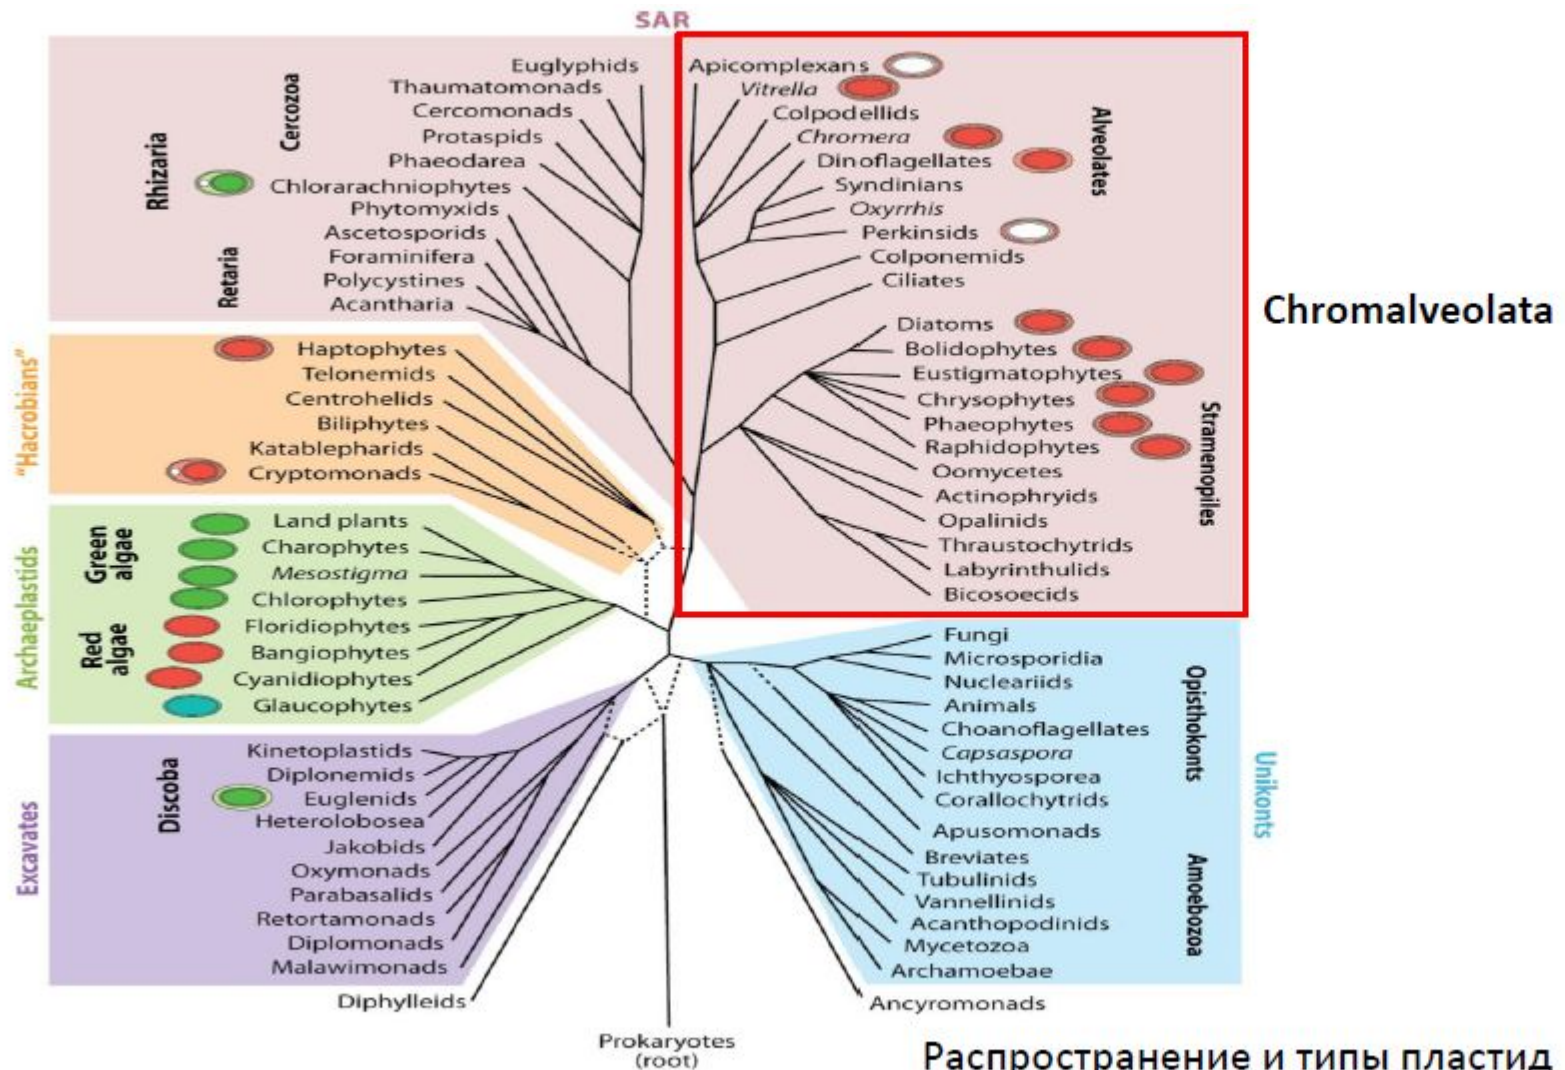 SAR
Euglyphids
Thaumatomonads
Cercomonads
Protaspids
Phaeodarea
Chlorarachniophytes
Phytomyxids
Ascetosporids
Foraminifera
Polycystines
Acantharia
Cercozoa
Rhizaria
Retaria
Apicomplexans
Vitrella
Colpodellids
Chromera
Dinoflagellates
Syndinians
Oxyrrhis
Perkinsids
Colponemids
Ciliates
Alveolates
Diatoms
Bolidophytes
Eustigmatophytes
Chrysophytes
Phaeophytes
Raphidophytes
Oomycetes
Actinophryids
Opalinids
Thraustochytrids
Labyrinthulids
Bicosoecids
Stramenopiles
Chromalveolata
"Hacrobians"
Haptophytes
Telonemids
Centrohelids
Biliphytes
Katablepharids
Cryptomonads
Archaeplastids
Green
algae
Red
algae
Land plants
Charophytes
Mesostigma
Chlorophytes
Floridiophytes
Bangiophytes
Cyanidiophytes
Glaucophytes
Excavates
Discoba
Kinetoplastids
Diplonemids
Euglenids
Heterolobosea
Jakobids
Oxymonads
Parabasalids
Retortamonads
Diplomonads
Malawimonads
Diphylleids
Prokaryotes
(root)
Fungi
Microsporidia
Nucleariids
Animals
Choanoflagellates
Capsaspora
Ichthyosporea
Corallochytrids
Apusomonads
Breviates
Tubulinids
Vannellinids
Acanthopodinids
Mycetozoa
Archamoebae
Ancyromonads
Opisthokonts
Amoebozoa
Unikonts
Распространение и типы пластид